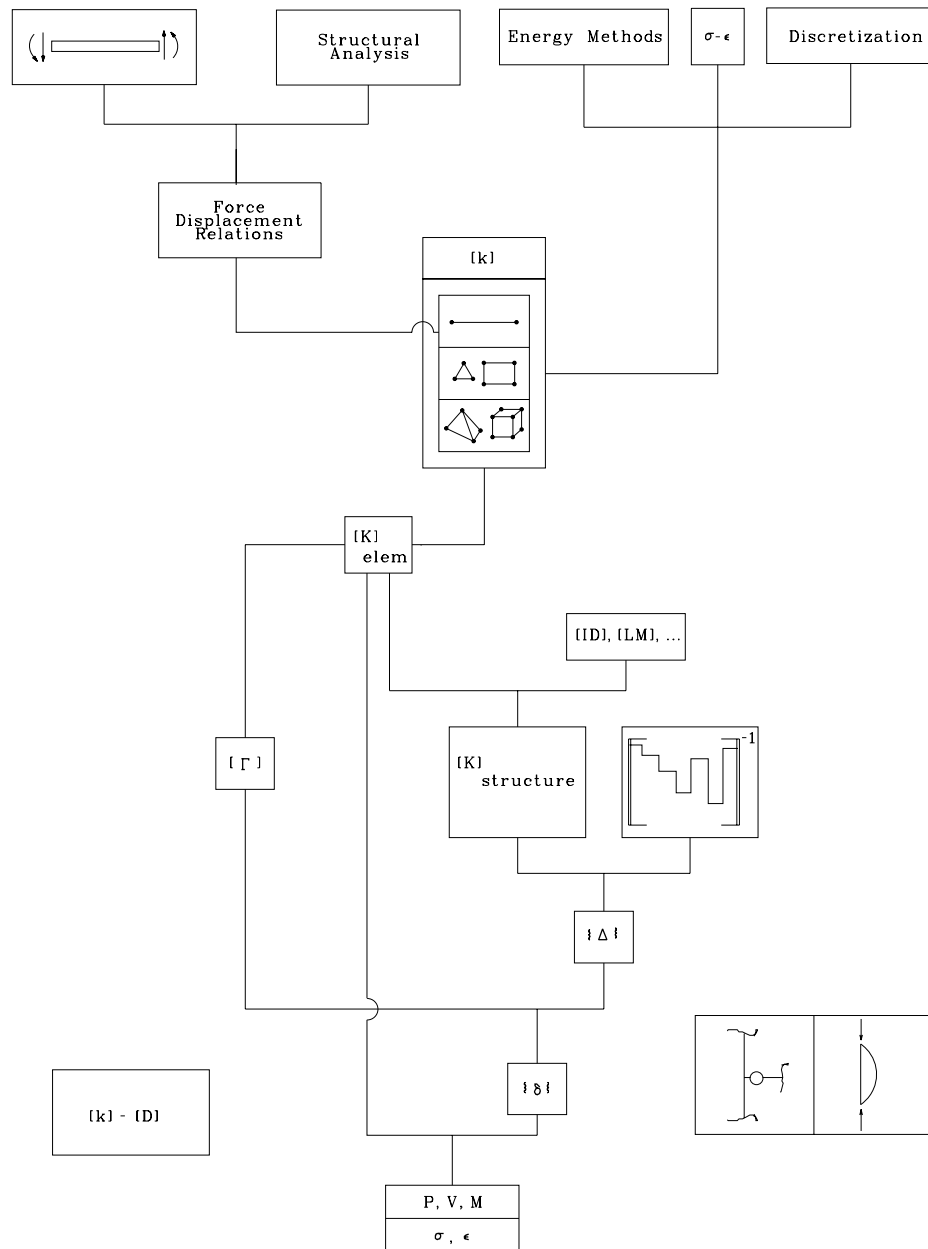 Structural
Analysis
Energy Methods
σ-ϵ
Discretization
Force
Displacement
Relations
[k]
[K]
elem
[ID], [LM], ...
[Γ]
[K]
structure
-1
{Δ}
{δ}
[k] - [D]
P, V, M
σ, ϵ